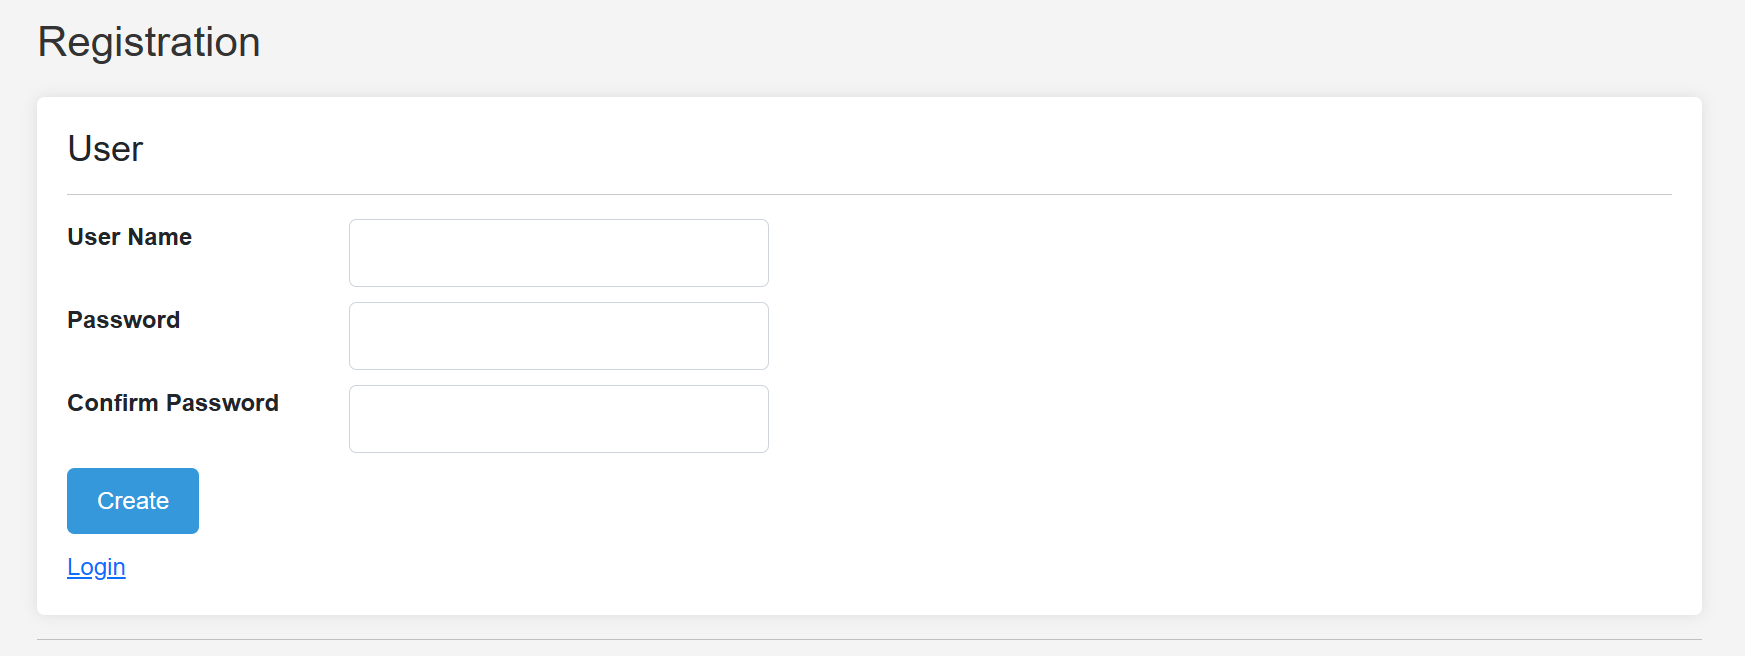 Registration
User
User Name
Password
Confirm Password
Create
Login